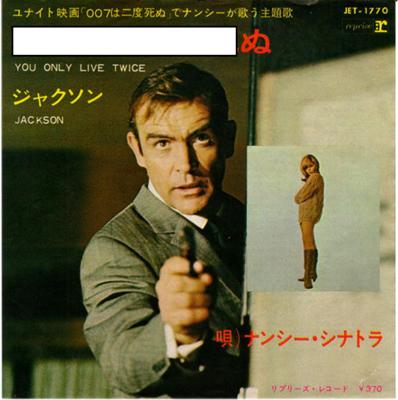 ユナイト映画「007は二度死ぬ」でナンシーが歌う主題歌
JET-1770
reprise
ぬ
YOU ONLY LIVE TWICE
ジャクソン
JACKSON
唄)ナンシー・シナトラ
リプリーズ・レコード ¥370